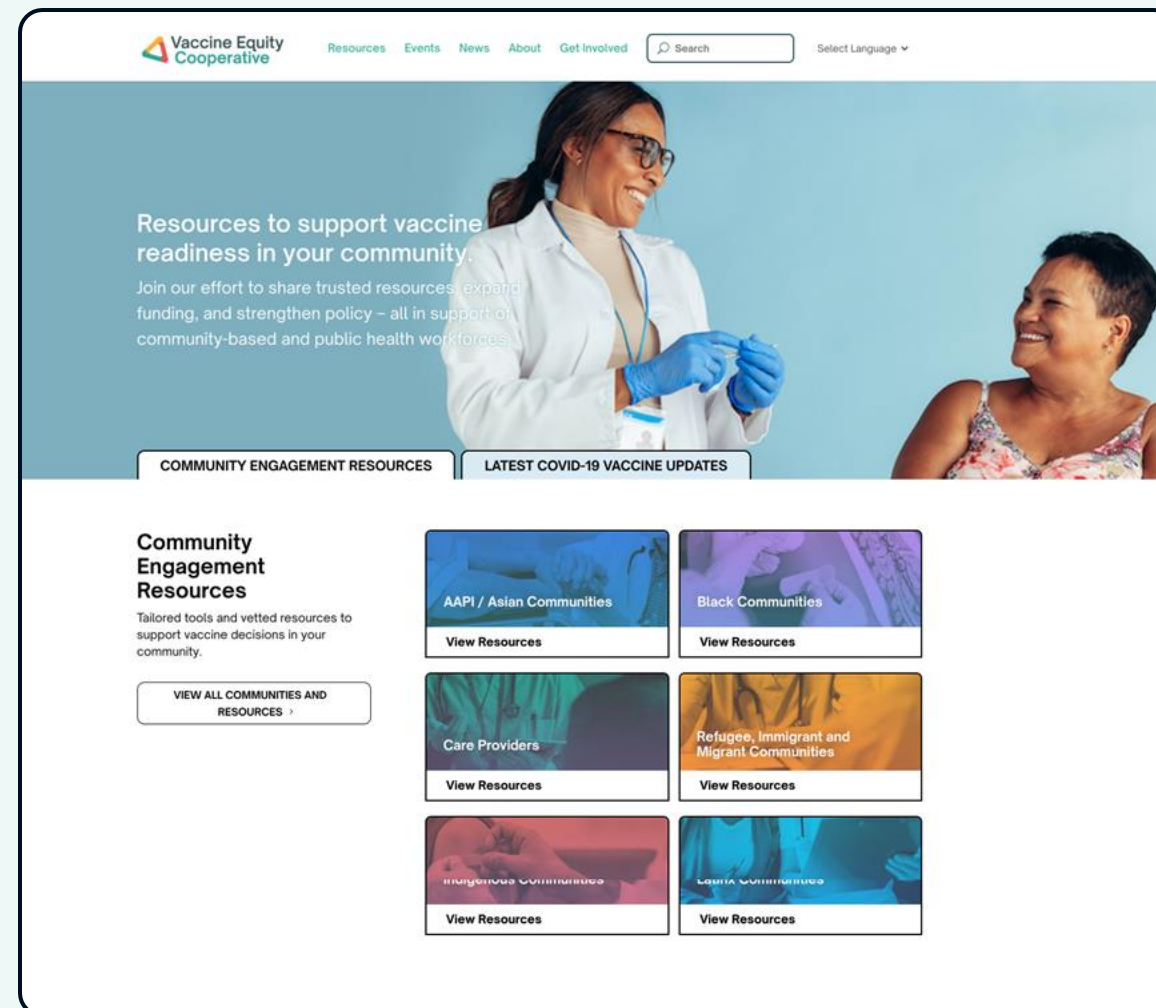 Vaccine Equity
Cooperative
Resources Events News About Get Involved Search Select Language
Resources to support vaccine
readiness in your community.
Join our effort to share trusted resources, expand
funding, and strengthen policy – all in support of
community-based and public health workforces.
COMMUNITY ENGAGEMENT RESOURCES LATEST COVID-19 VACCINE UPDATES
Community
Engagement
Resources
Tailored tools and vetted resources to
support vaccine decisions in your
community.
VIEW ALL COMMUNITIES AND
RESOURCES >
AAPI / Asian Communities
View Resources
Black Communities
View Resources
Care Providers
View Resources
Refugee, Immigrant and
Migrant Communities
View Resources
Indigenous Communities
View Resources
Latinx Communities
View Resources